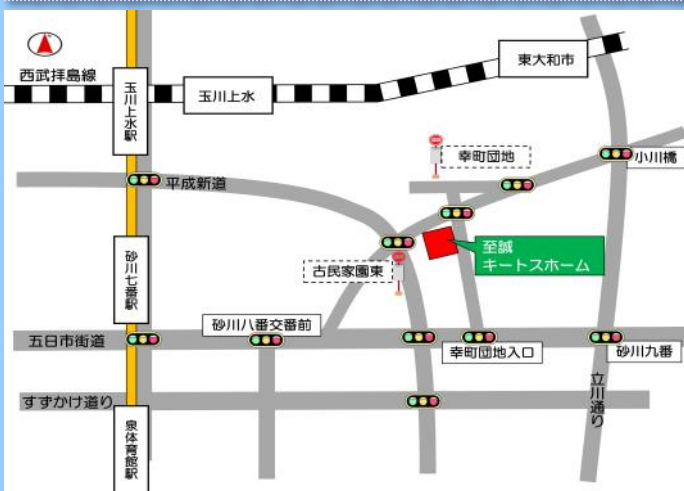 西武拝島線
玉川上水駅
玉川上水
東大和市
幸町団地
小川橋
平成新道
至誠
キートスホーム
古民家園東
砂川七番駅
砂川八番交番前
五日市街道
幸町団地入口
砂川九番
すずかけ道り
立川通り
泉体育館駅